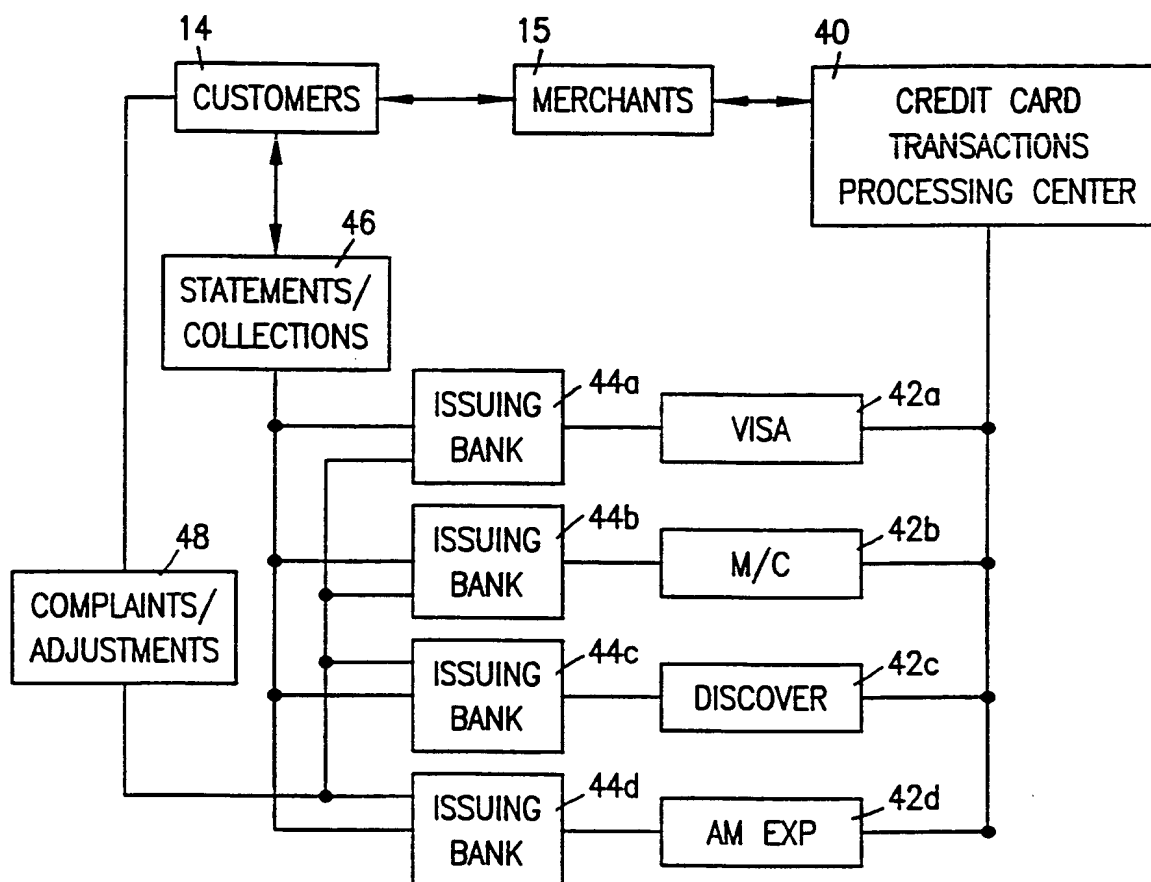 14
CUSTOMERS
15
MERCHANTS
40
CREDIT CARD
TRANSACTIONS
PROCESSING CENTER
46
STATEMENTS/
COLLECTIONS
44a
ISSUING
BANK
42a
VISA
44b
ISSUING
BANK
42b
M/C
48
COMPLAINTS/
ADJUSTMENTS
44c
ISSUING
BANK
42c
DISCOVER
44d
ISSUING
BANK
42d
AM EXP